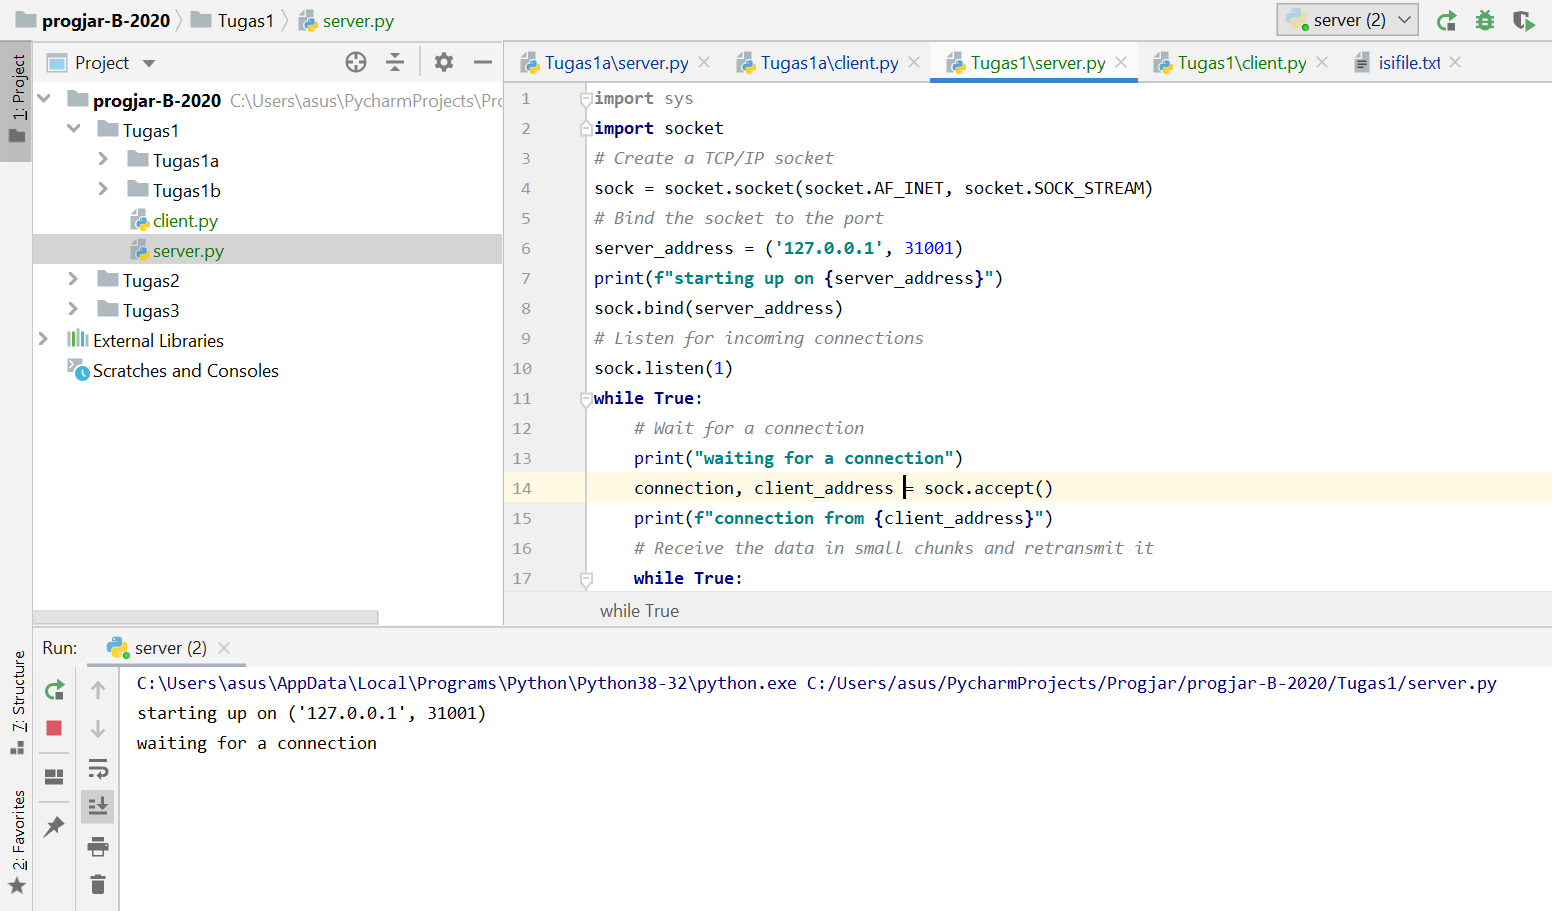 progjar-B-2020 Tugas1 server.py
server (2)
1: Project
Project
progjar-B-2020 C:\Users\asus\PycharmProjects\Pro
Tugas1
Tugas1a
Tugas1b
client.py
server.py
Tugas2
Tugas3
External Libraries
Scratches and Consoles
Tugas1a\server.py Tugas1a\client.py Tugas1\server.py Tugas1\client.py isifile.txt
1 import sys
2 import socket
3 # Create a TCP/IP socket
4 sock = socket.socket(socket.AF_INET, socket.SOCK_STREAM)
5 # Bind the socket to the port
6 server_address = ('127.0.0.1', 31001)
7 print(f"starting up on {server_address}")
8 sock.bind(server_address)
9 # Listen for incoming connections
10 sock.listen(1)
11 while True:
12 # Wait for a connection
13 print("waiting for a connection")
14 connection, client_address = sock.accept()
15 print(f"connection from {client_address}")
16 # Receive the data in small chunks and retransmit it
17 while True:
while True
7: Structure
2: Favorites
Run: server (2)
C:\Users\asus\AppData\Local\Programs\Python\Python38-32\python.exe C:/Users/asus/PycharmProjects/Progjar/progjar-B-2020/Tugas1/server.py
starting up on ('127.0.0.1', 31001)
waiting for a connection